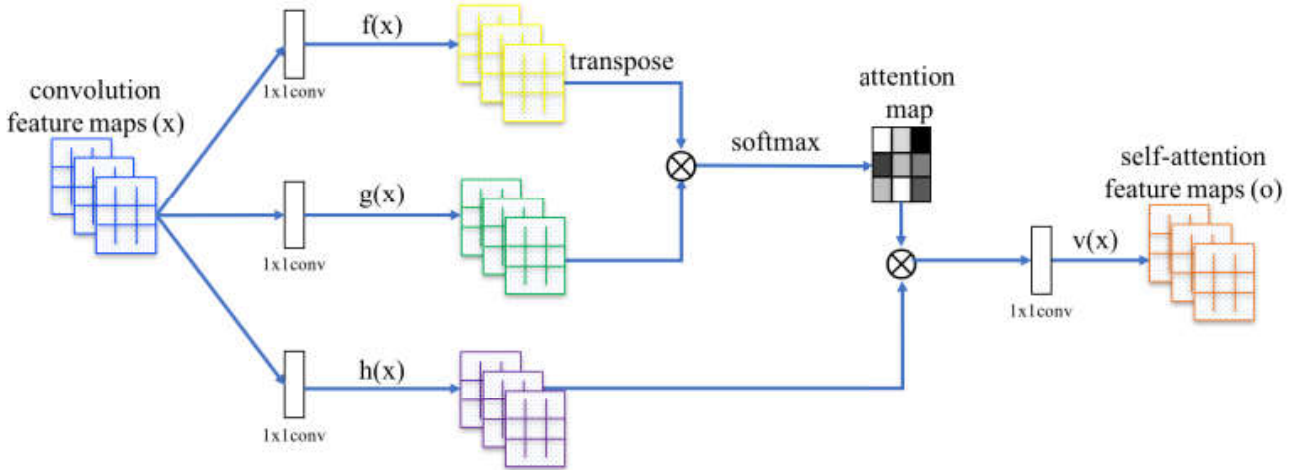 convolution
feature maps (x)
1x1conv
f(x)
transpose
1x1conv
g(x)
1x1conv
h(x)
softmax
attention
map
1x1conv
v(x)
self-attention
feature maps (o)